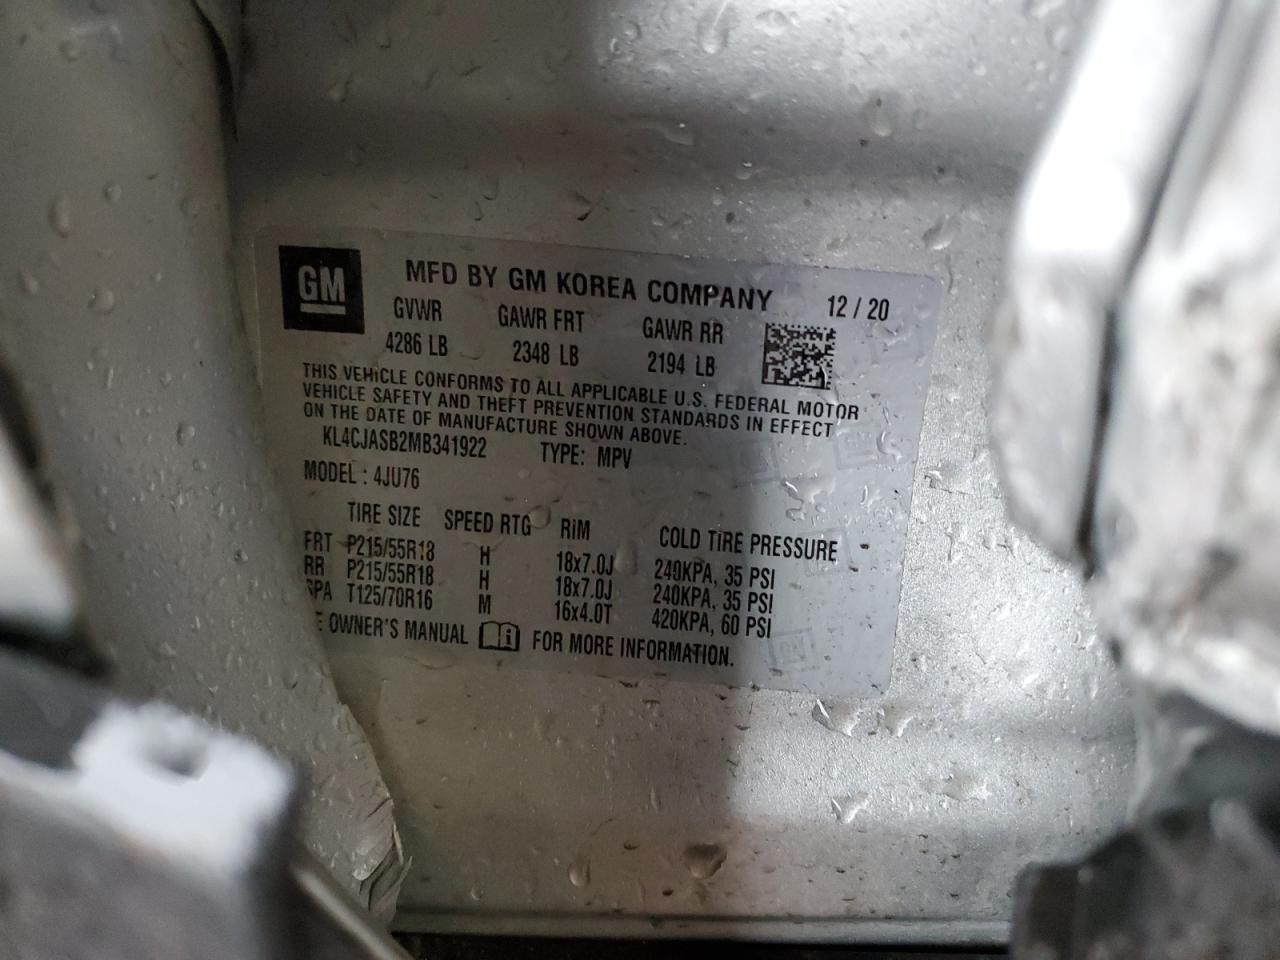 GM MFD BY GM KOREA COMPANY 12 / 20
GVWR GAWR FRT GAWR RR
4286 LB 2348 LB 2194 LB
THIS VEHICLE CONFORMS TO ALL APPLICABLE U.S. FEDERAL MOTOR
VEHICLE SAFETY AND THEFT PREVENTION STANDARDS IN EFFECT
ON THE DATE OF MANUFACTURE SHOWN ABOVE.
KL4CJASB2MB341922 TYPE: MPV
MODEL : 4JU76
TIRE SIZE SPEED RTG RIM COLD TIRE PRESSURE
FRT P215/55R18 H 18x7.0J 240KPA, 35 PSI
RR P215/55R18 H 18x7.0J 240KPA, 35 PSI
SPA T125/70R16 M 16x4.0T 420KPA, 60 PSI
E OWNER'S MANUAL FOR MORE INFORMATION.